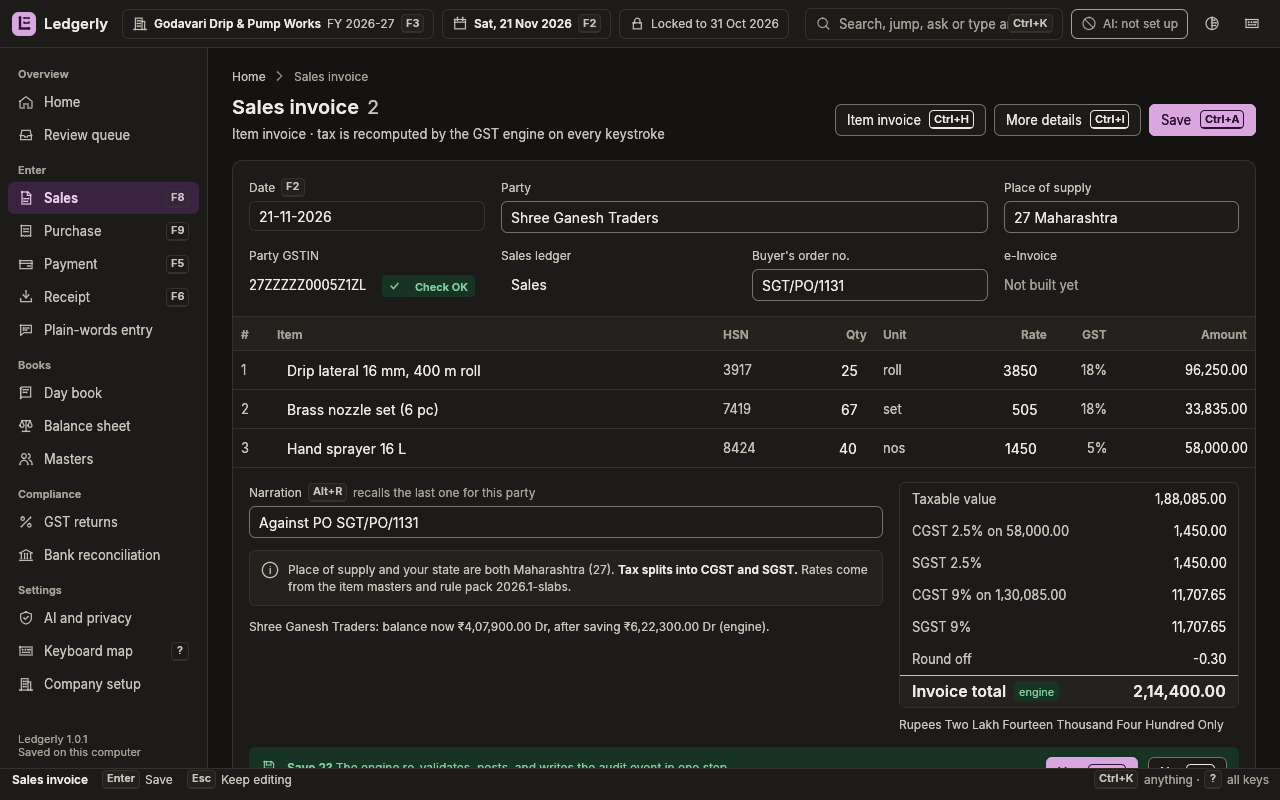 Ledgerly
Godavari Drip & Pump Works FY 2026-27 F3
Sat, 21 Nov 2026 F2
Locked to 31 Oct 2026
Search, jump, ask or type a Ctrl+K
AI: not set up
Overview
Home
Review queue
Enter
Sales F8
Purchase F9
Payment F5
Receipt F6
Plain-words entry
Books
Day book
Balance sheet
Masters
Compliance
GST returns
Bank reconciliation
Settings
AI and privacy
Keyboard map ?
Company setup
Ledgerly 1.0.1
Saved on this computer
Home > Sales invoice
Sales invoice 2
Item invoice · tax is recomputed by the GST engine on every keystroke
Item invoice Ctrl+H
More details Ctrl+I
Save Ctrl+A
Date F2
Party
Place of supply
21-11-2026
Shree Ganesh Traders
27 Maharashtra
Party GSTIN
Sales ledger
Buyer's order no.
e-Invoice
27ZZZZZ0005Z1ZL Check OK
Sales
SGT/PO/1131
Not built yet
# Item HSN Qty Unit Rate GST Amount
1 Drip lateral 16 mm, 400 m roll 3917 25 roll 3850 18% 96,250.00
2 Brass nozzle set (6 pc) 7419 67 set 505 18% 33,835.00
3 Hand sprayer 16 L 8424 40 nos 1450 5% 58,000.00
Narration Alt+R recalls the last one for this party
Against PO SGT/PO/1131
Place of supply and your state are both Maharashtra (27). Tax splits into CGST and SGST. Rates come
from the item masters and rule pack 2026.1-slabs.
Shree Ganesh Traders: balance now ₹4,07,900.00 Dr, after saving ₹6,22,300.00 Dr (engine).
Taxable value 1,88,085.00
CGST 2.5% on 58,000.00 1,450.00
SGST 2.5% 1,450.00
CGST 9% on 1,30,085.00 11,707.65
SGST 9% 11,707.65
Round off -0.30
Invoice total engine 2,14,400.00
Rupees Two Lakh Fourteen Thousand Four Hundred Only
Save 2? The engine re-validates, posts, and writes the audit event in one step.
Sales invoice Enter Save Esc Keep editing
Ctrl+K anything · ? all keys